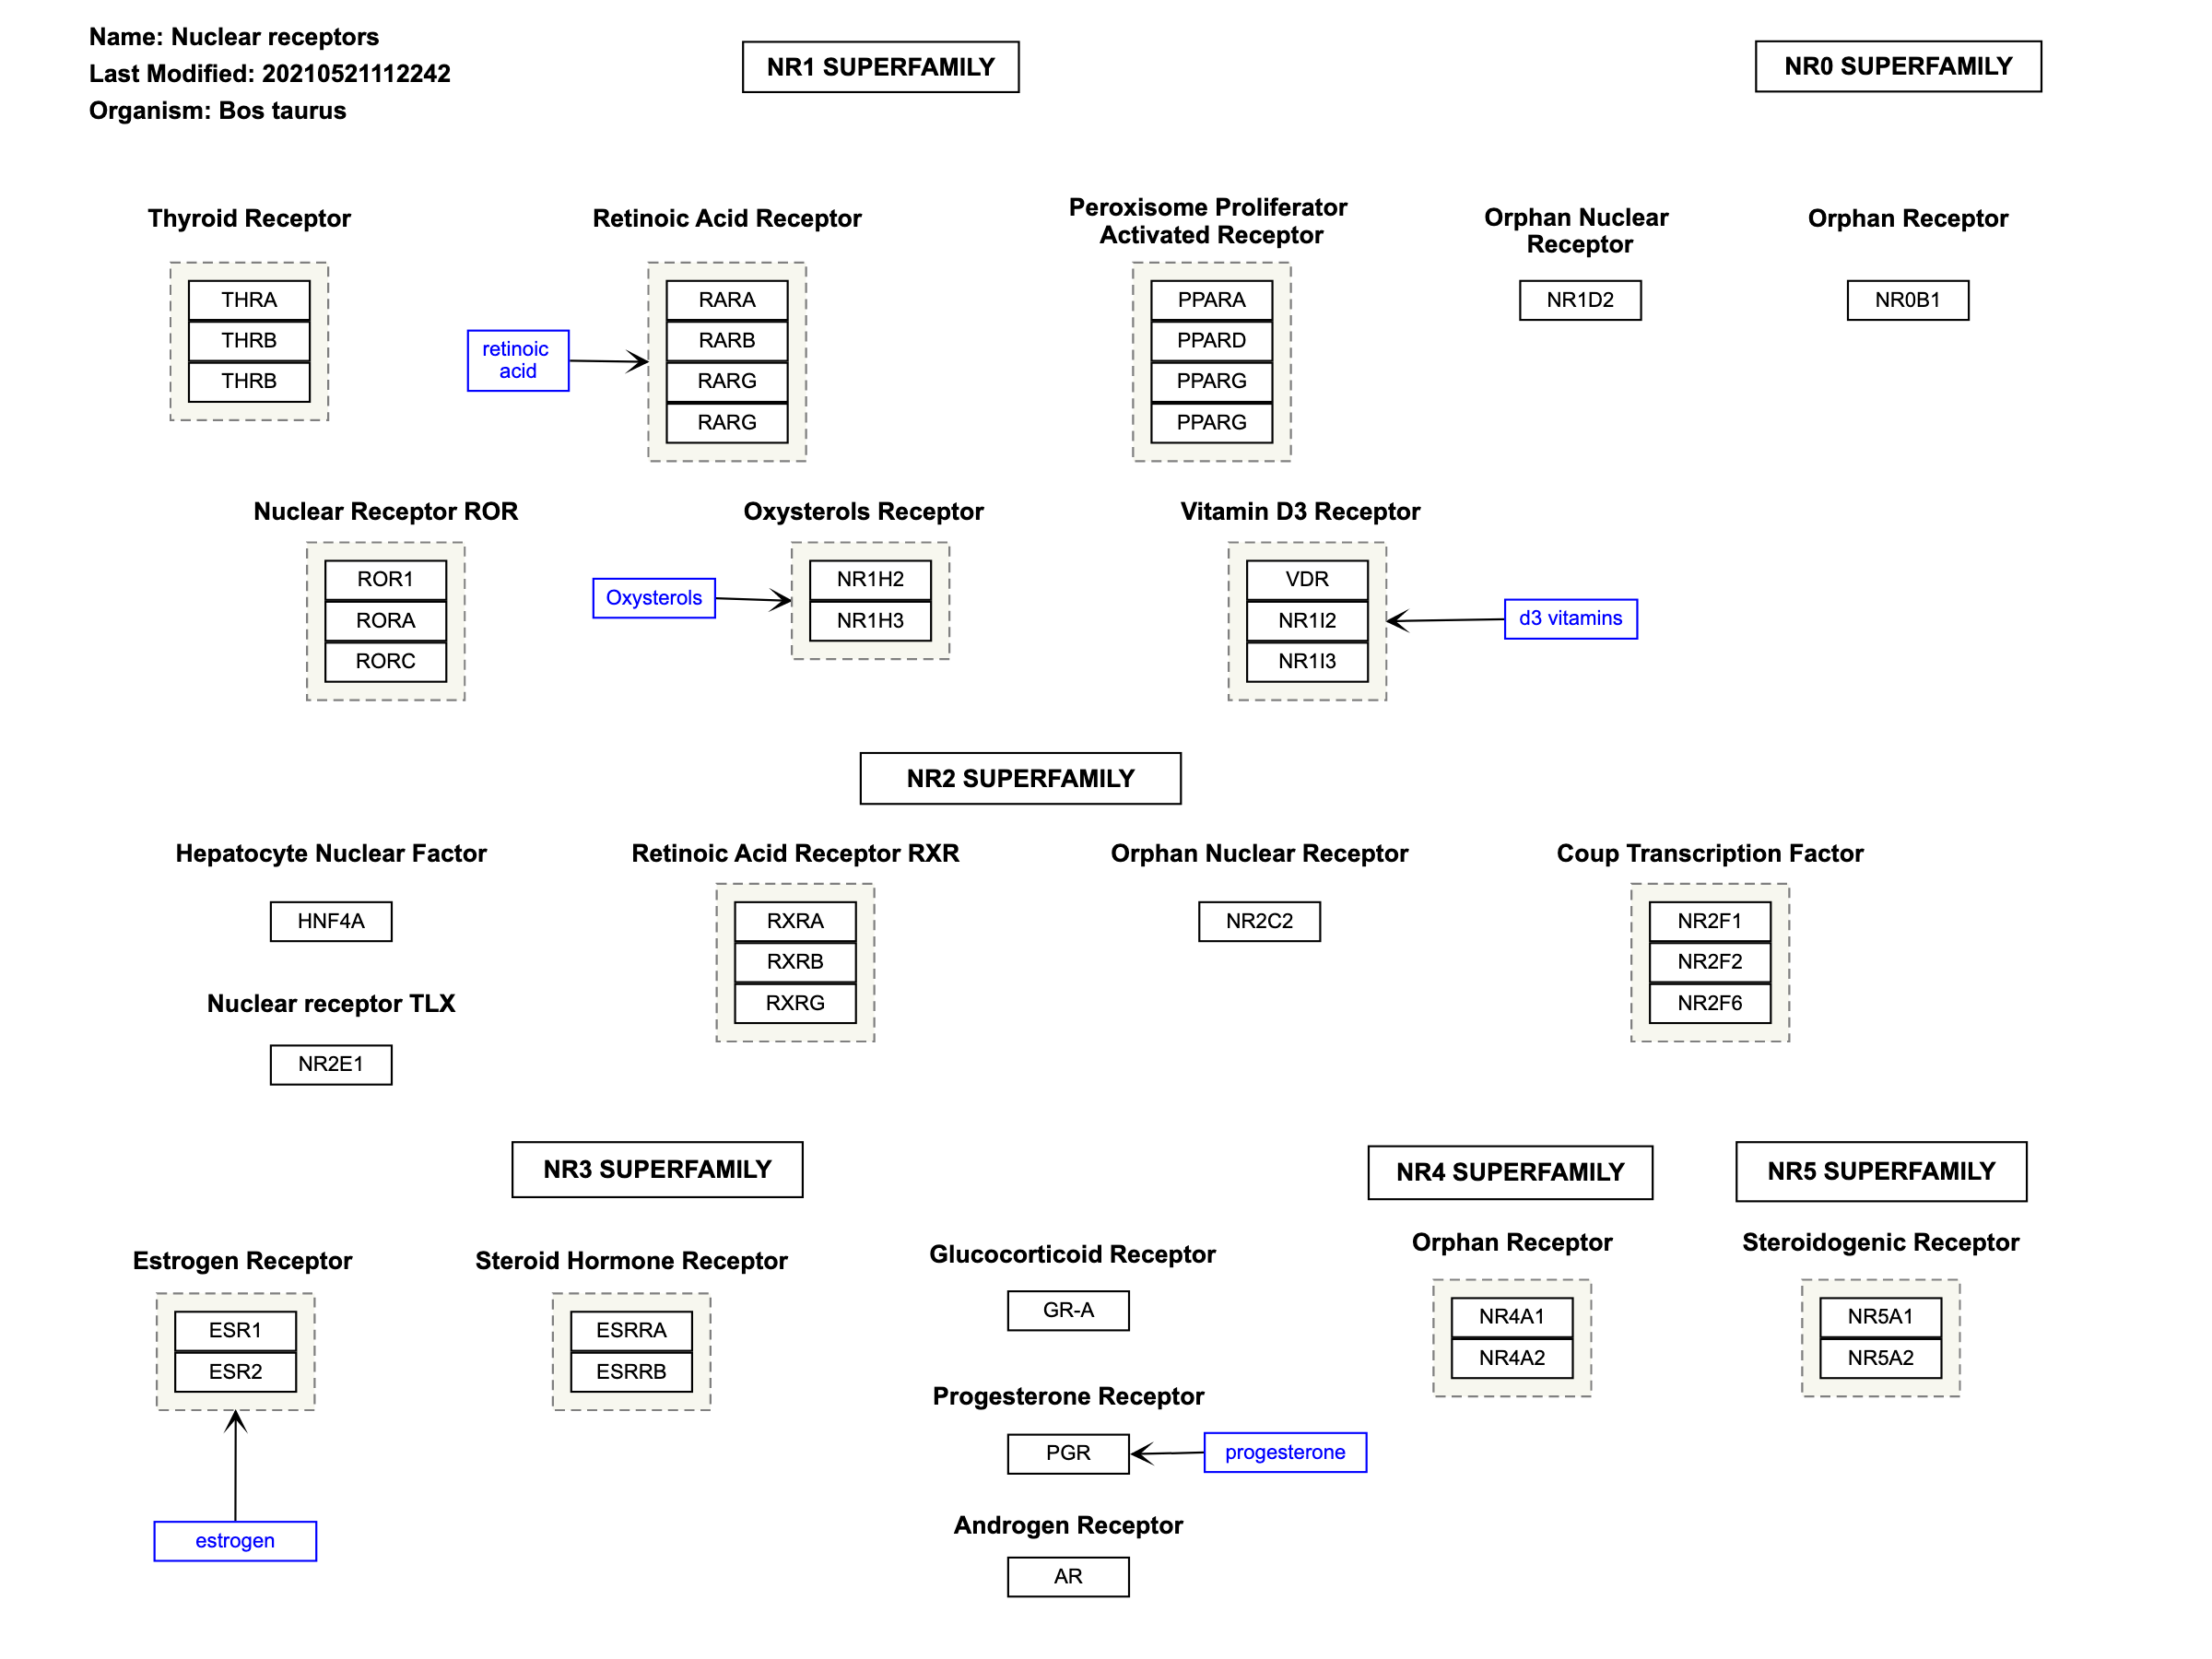 Name: Nuclear receptors
Last Modified: 20210521112242
Organism: Bos taurus
NR1 SUPERFAMILY
NR0 SUPERFAMILY
Thyroid Receptor
THRA
THRB
THRB
Retinoic Acid Receptor
retinoic
acid
RARA
RARB
RARG
RARG
Peroxisome Proliferator
Activated Receptor
PPARA
PPARD
PPARG
PPARG
Orphan Nuclear
Receptor
NR1D2
Orphan Receptor
NR0B1
Nuclear Receptor ROR
ROR1
RORA
RORC
Oxysterols Receptor
Oxysterols
NR1H2
NR1H3
Vitamin D3 Receptor
VDR
NR1I2
NR1I3
d3 vitamins
NR2 SUPERFAMILY
Hepatocyte Nuclear Factor
HNF4A
Nuclear receptor TLX
NR2E1
Retinoic Acid Receptor RXR
RXRA
RXRB
RXRG
Orphan Nuclear Receptor
NR2C2
Coup Transcription Factor
NR2F1
NR2F2
NR2F6
NR3 SUPERFAMILY
NR4 SUPERFAMILY
NR5 SUPERFAMILY
Estrogen Receptor
ESR1
ESR2
estrogen
Steroid Hormone Receptor
ESRRA
ESRRB
Glucocorticoid Receptor
GR-A
Progesterone Receptor
PGR
progesterone
Androgen Receptor
AR
Orphan Receptor
NR4A1
NR4A2
Steroidogenic Receptor
NR5A1
NR5A2